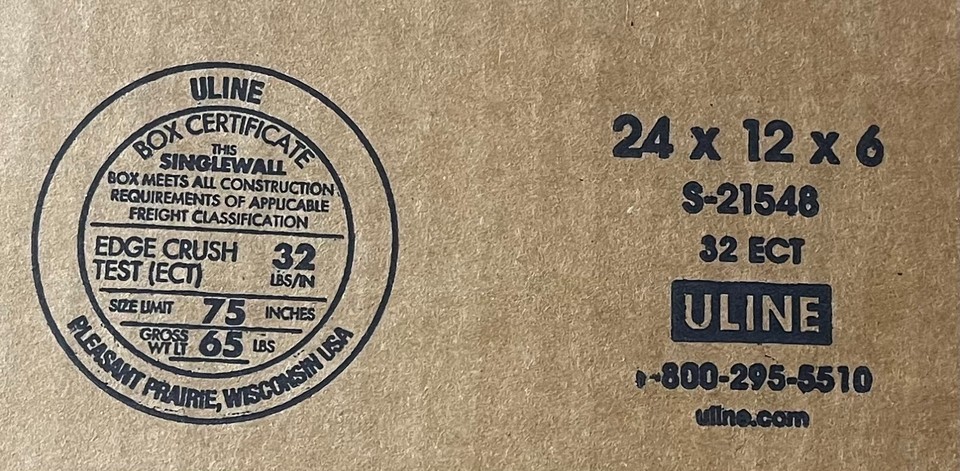 ULINE
BOX CERTIFICATE
THIS
SINGLEWALL
BOX MEETS ALL CONSTRUCTION
REQUIREMENTS OF APPLICABLE
FREIGHT CLASSIFICATION
EDGE CRUSH
TEST (ECT)
32
LBS/IN
SIZE LIMIT 75 INCHES
GROSS
WT LT
65 LBS
PLEASANT PRAIRIE, WISCONSIN USA
24 x 12 x 6
S-21548
32 ECT
ULINE
-800-295-5510
uline.com